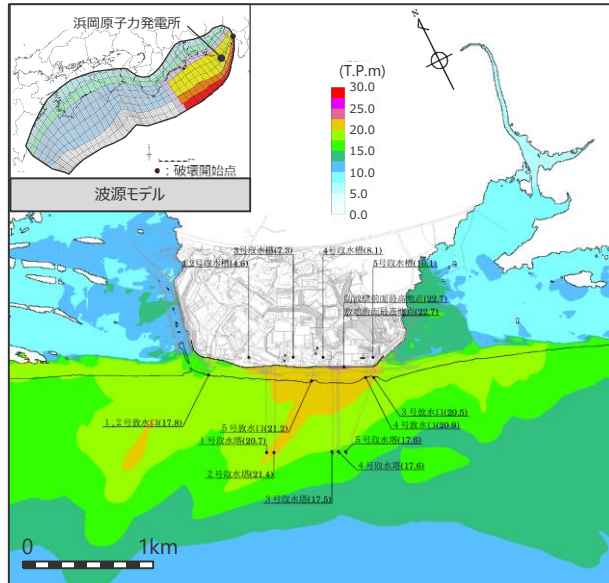 浜岡原子力発電所
●：破壊開始点
波源モデル
(T.P.m)
30.0
25.0
20.0
15.0
10.0
5.0
0.0
N
3号取水槽(7.3)
4号取水槽(8.1)
1,2号取水槽(4.6)
5号取水槽(10.1)
防波壁前面最高地点(22.7)
敷地前面最高地点(22.7)
1,2号放水口(17.8)
3号放水口(20.5)
5号放水口(21.2)
4号放水口(20.9)
1号取水塔(20.7)
5号取水塔(17.6)
2号取水塔(21.4)
4号取水塔(17.6)
3号取水塔(17.5)
0 1km